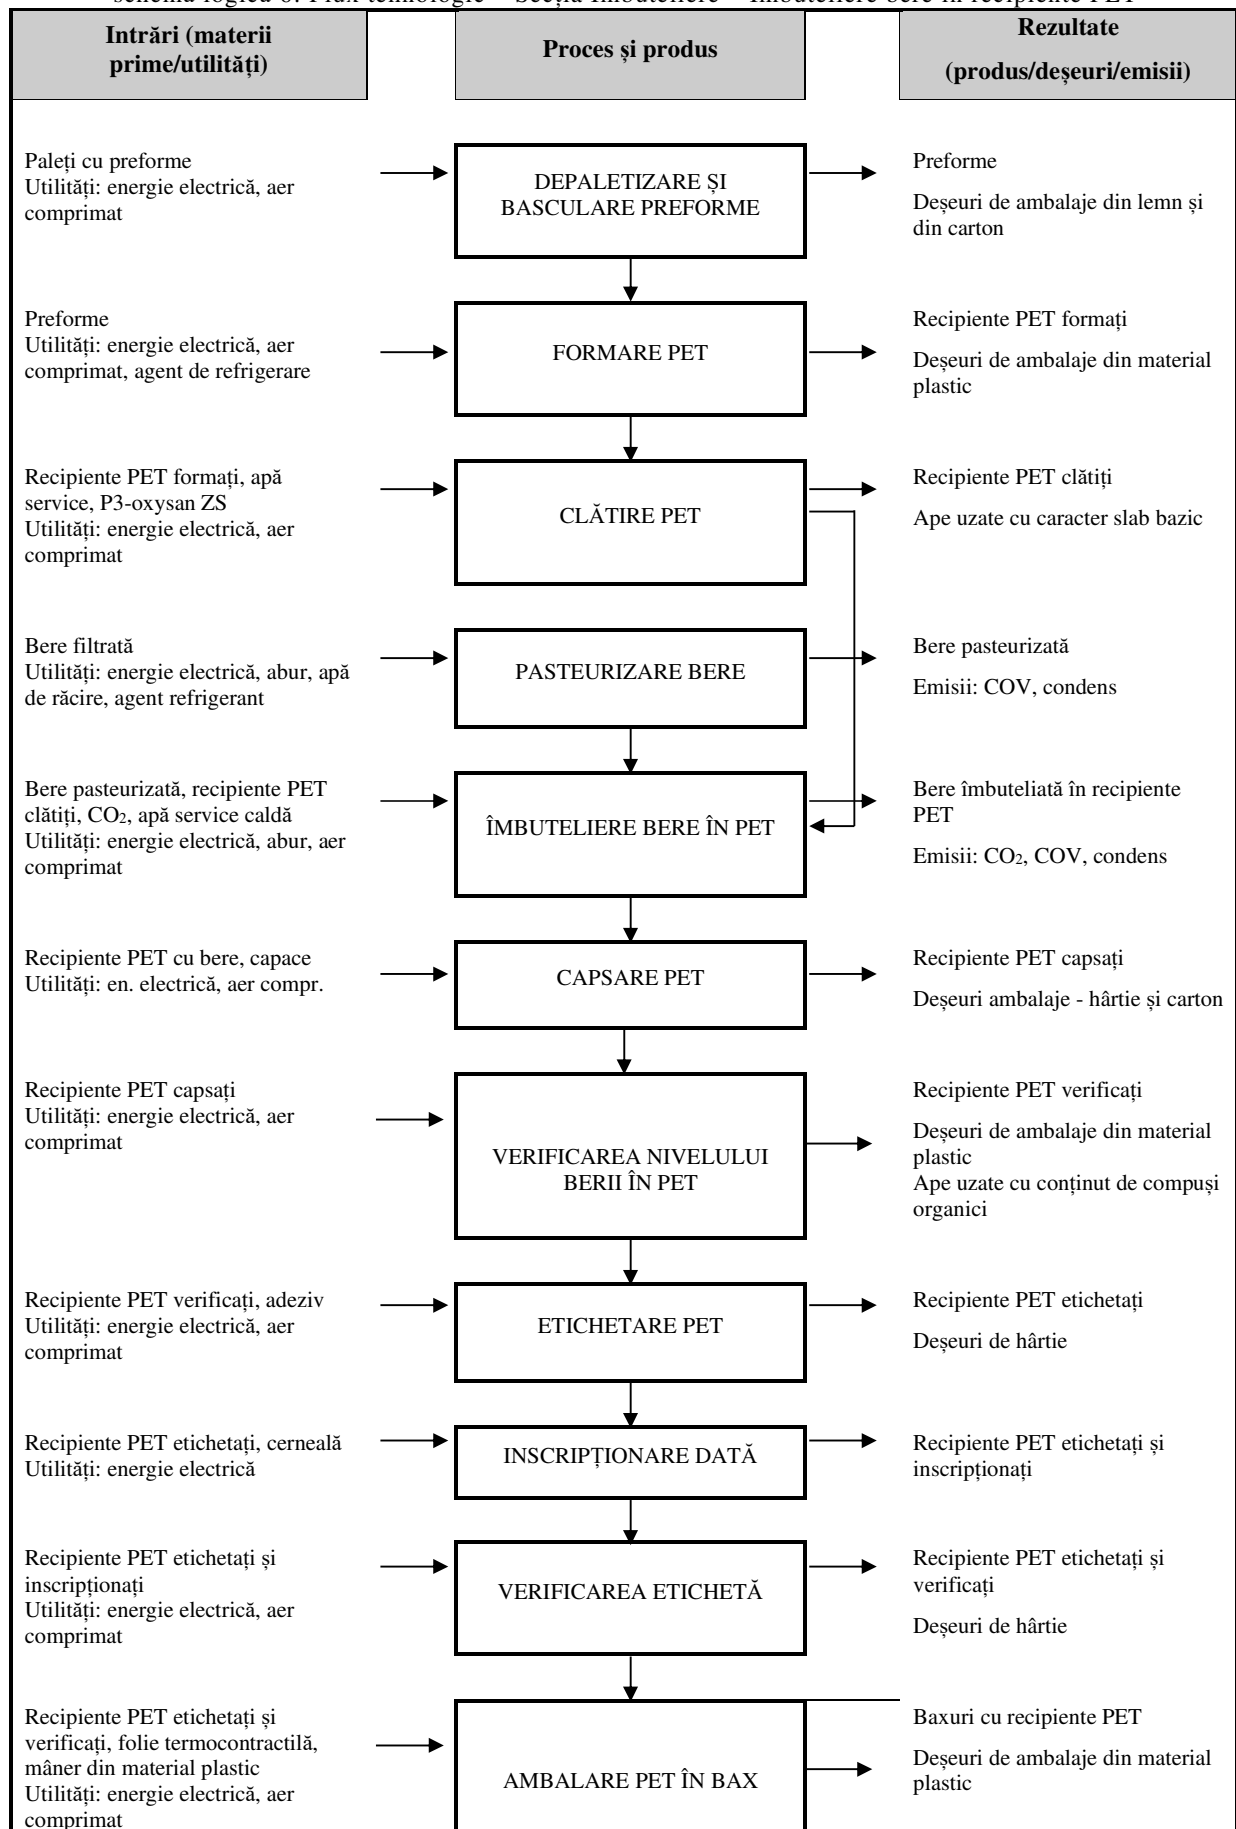 schema logică 6. Flux tehnologic – Secția Îmbuteliere – Îmbuteliere bere în recipiente PET
Intrări (materii
prime/utilități)
Proces și produs
Rezultate
(produs/deșeuri/emisii)
Paleți cu preforme
Utilități: energie electrică, aer
comprimat
DEPALETIZARE ȘI
BASCULARE PREFORME
Preforme
Deșeuri de ambalaje din lemn și
din carton
Preforme
Utilități: energie electrică, aer
comprimat, agent de refrigerare
FORMARE PET
Recipiente PET formați
Deșeuri de ambalaje din material
plastic
Recipiente PET formați, apă
service, P3-oxysan ZS
Utilități: energie electrică, aer
comprimat
CLĂTIRE PET
Recipiente PET clătiți
Ape uzate cu caracter slab bazic
Bere filtrată
Utilități: energie electrică, abur, apă
de răcire, agent refrigerant
PASTEURIZARE BERE
Bere pasteurizată
Emisii: COV, condens
Bere pasteurizată, recipiente PET
clătiți, CO2, apă service caldă
Utilități: energie electrică, abur, aer
comprimat
ÎMBUTELIERE BERE ÎN PET
Bere îmbuteliată în recipiente
PET
Emisii: CO2, COV, condens
Recipiente PET cu bere, capace
Utilități: en. electrică, aer compr.
CAPSARE PET
Recipiente PET capsați
Deșeuri ambalaje - hârtie și carton
Recipiente PET capsați
Utilități: energie electrică, aer
comprimat
VERIFICAREA NIVELULUI
BERII ÎN PET
Recipiente PET verificați
Deșeuri de ambalaje din material
plastic
Ape uzate cu conținut de compuși
organici
Recipiente PET verificați, adeziv
Utilități: energie electrică, aer
comprimat
ETICHETARE PET
Recipiente PET etichetați
Deșeuri de hârtie
Recipiente PET etichetați, cerneală
Utilități: energie electrică
INSCRIPȚIONARE DATĂ
Recipiente PET etichetați și
inscripționați
Recipiente PET etichetați și
inscripționați
Utilități: energie electrică, aer
comprimat
VERIFICAREA ETICHETĂ
Recipiente PET etichetați și
verificați
Deșeuri de hârtie
Recipiente PET etichetați și
verificați, folie termocontractilă,
mâner din material plastic
Utilități: energie electrică, aer
comprimat
AMBALARE PET ÎN BAX
Baxuri cu recipiente PET
Deșeuri de ambalaje din material
plastic